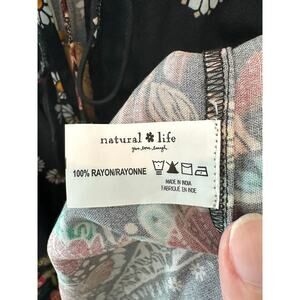 natural life
give. love. laugh.
100% RAYON/RAYONNE
MADE IN INDIA
FABRIQUÉ EN INDE